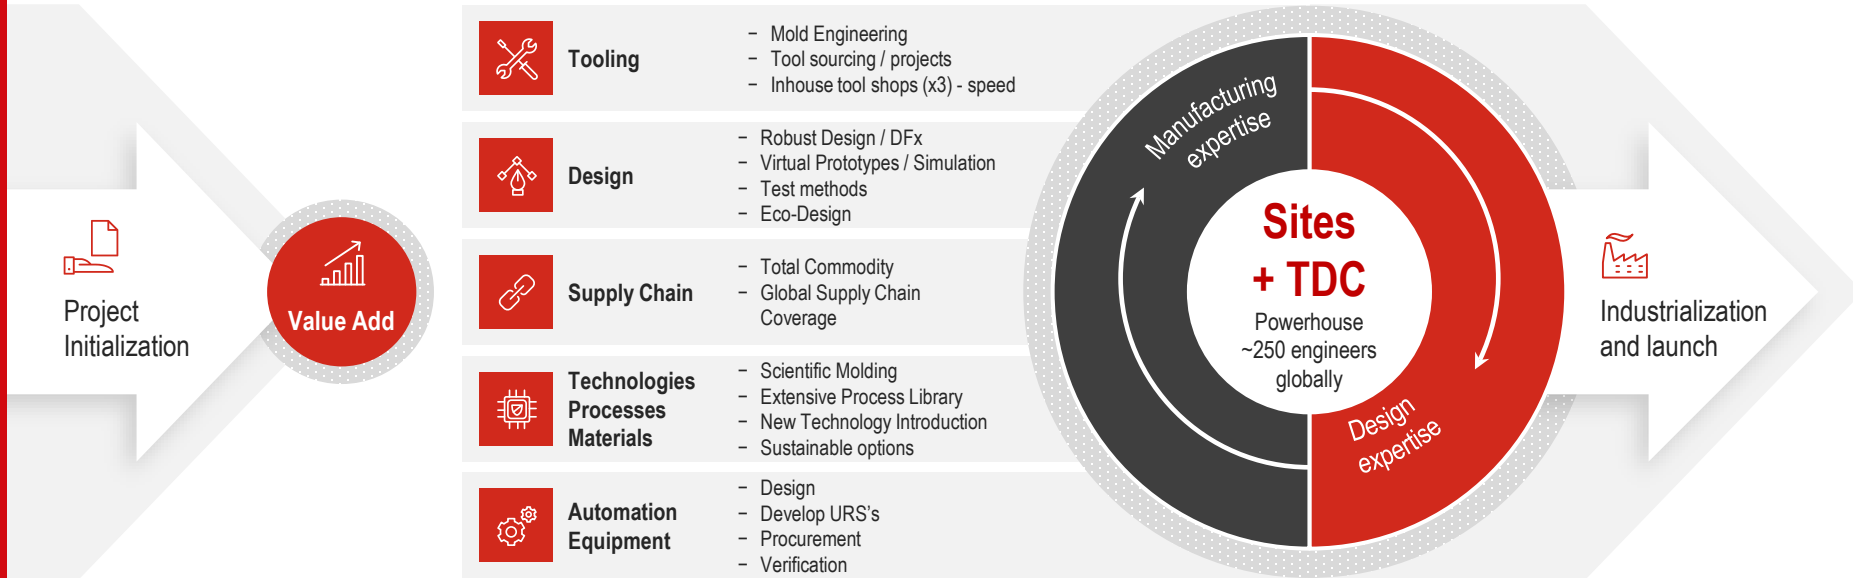 Project
Initialization
Value Add
Tooling
− Mold Engineering
− Tool sourcing / projects
− Inhouse tool shops (x3) - speed
Design
− Robust Design / DFx
− Virtual Prototypes / Simulation
− Test methods
− Eco-Design
Supply Chain
− Total Commodity
− Global Supply Chain
Coverage
Technologies
Processes
Materials
− Scientific Molding
− Extensive Process Library
− New Technology Introduction
− Sustainable options
Automation
Equipment
− Design
− Develop URS’s
− Procurement
− Verification
Manufacturing
expertise
Sites
+ TDC
Powerhouse
~250 engineers
globally
Design
expertise
Industrialization
and launch